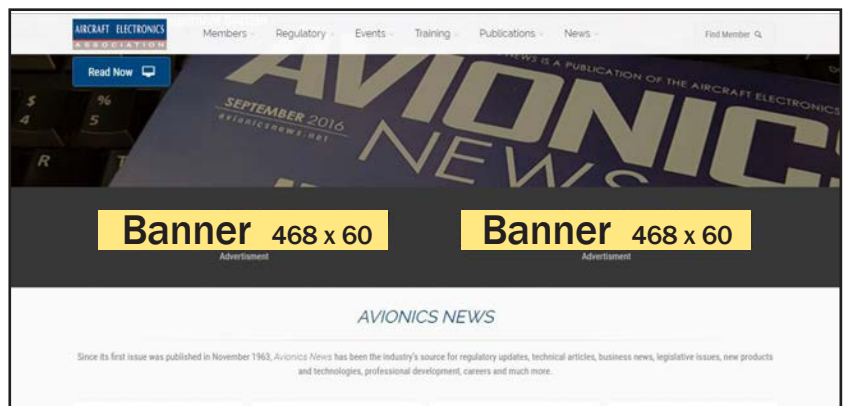 AIRCRAFT ELECTRONICS
ASSOCIATION
Members Regulatory Events Training Publications News Find Member
Read Now
NEWS IS A PUBLICATION OF THE AIRCRAFT ELECTRONICS
AVIONIC
SEPTEMBER 2016
avionicsnews.net
NEWS
$ %
4 5
R T
Banner 468 x 60 Banner 468 x 60
Advertisment Advertisment
AVIONICS NEWS
Since its first issue was published in November 1963, Avionics News has been the industry's source for regulatory updates, technical articles, business news, legislative issues, new products
and technologies, professional development, careers and much more.